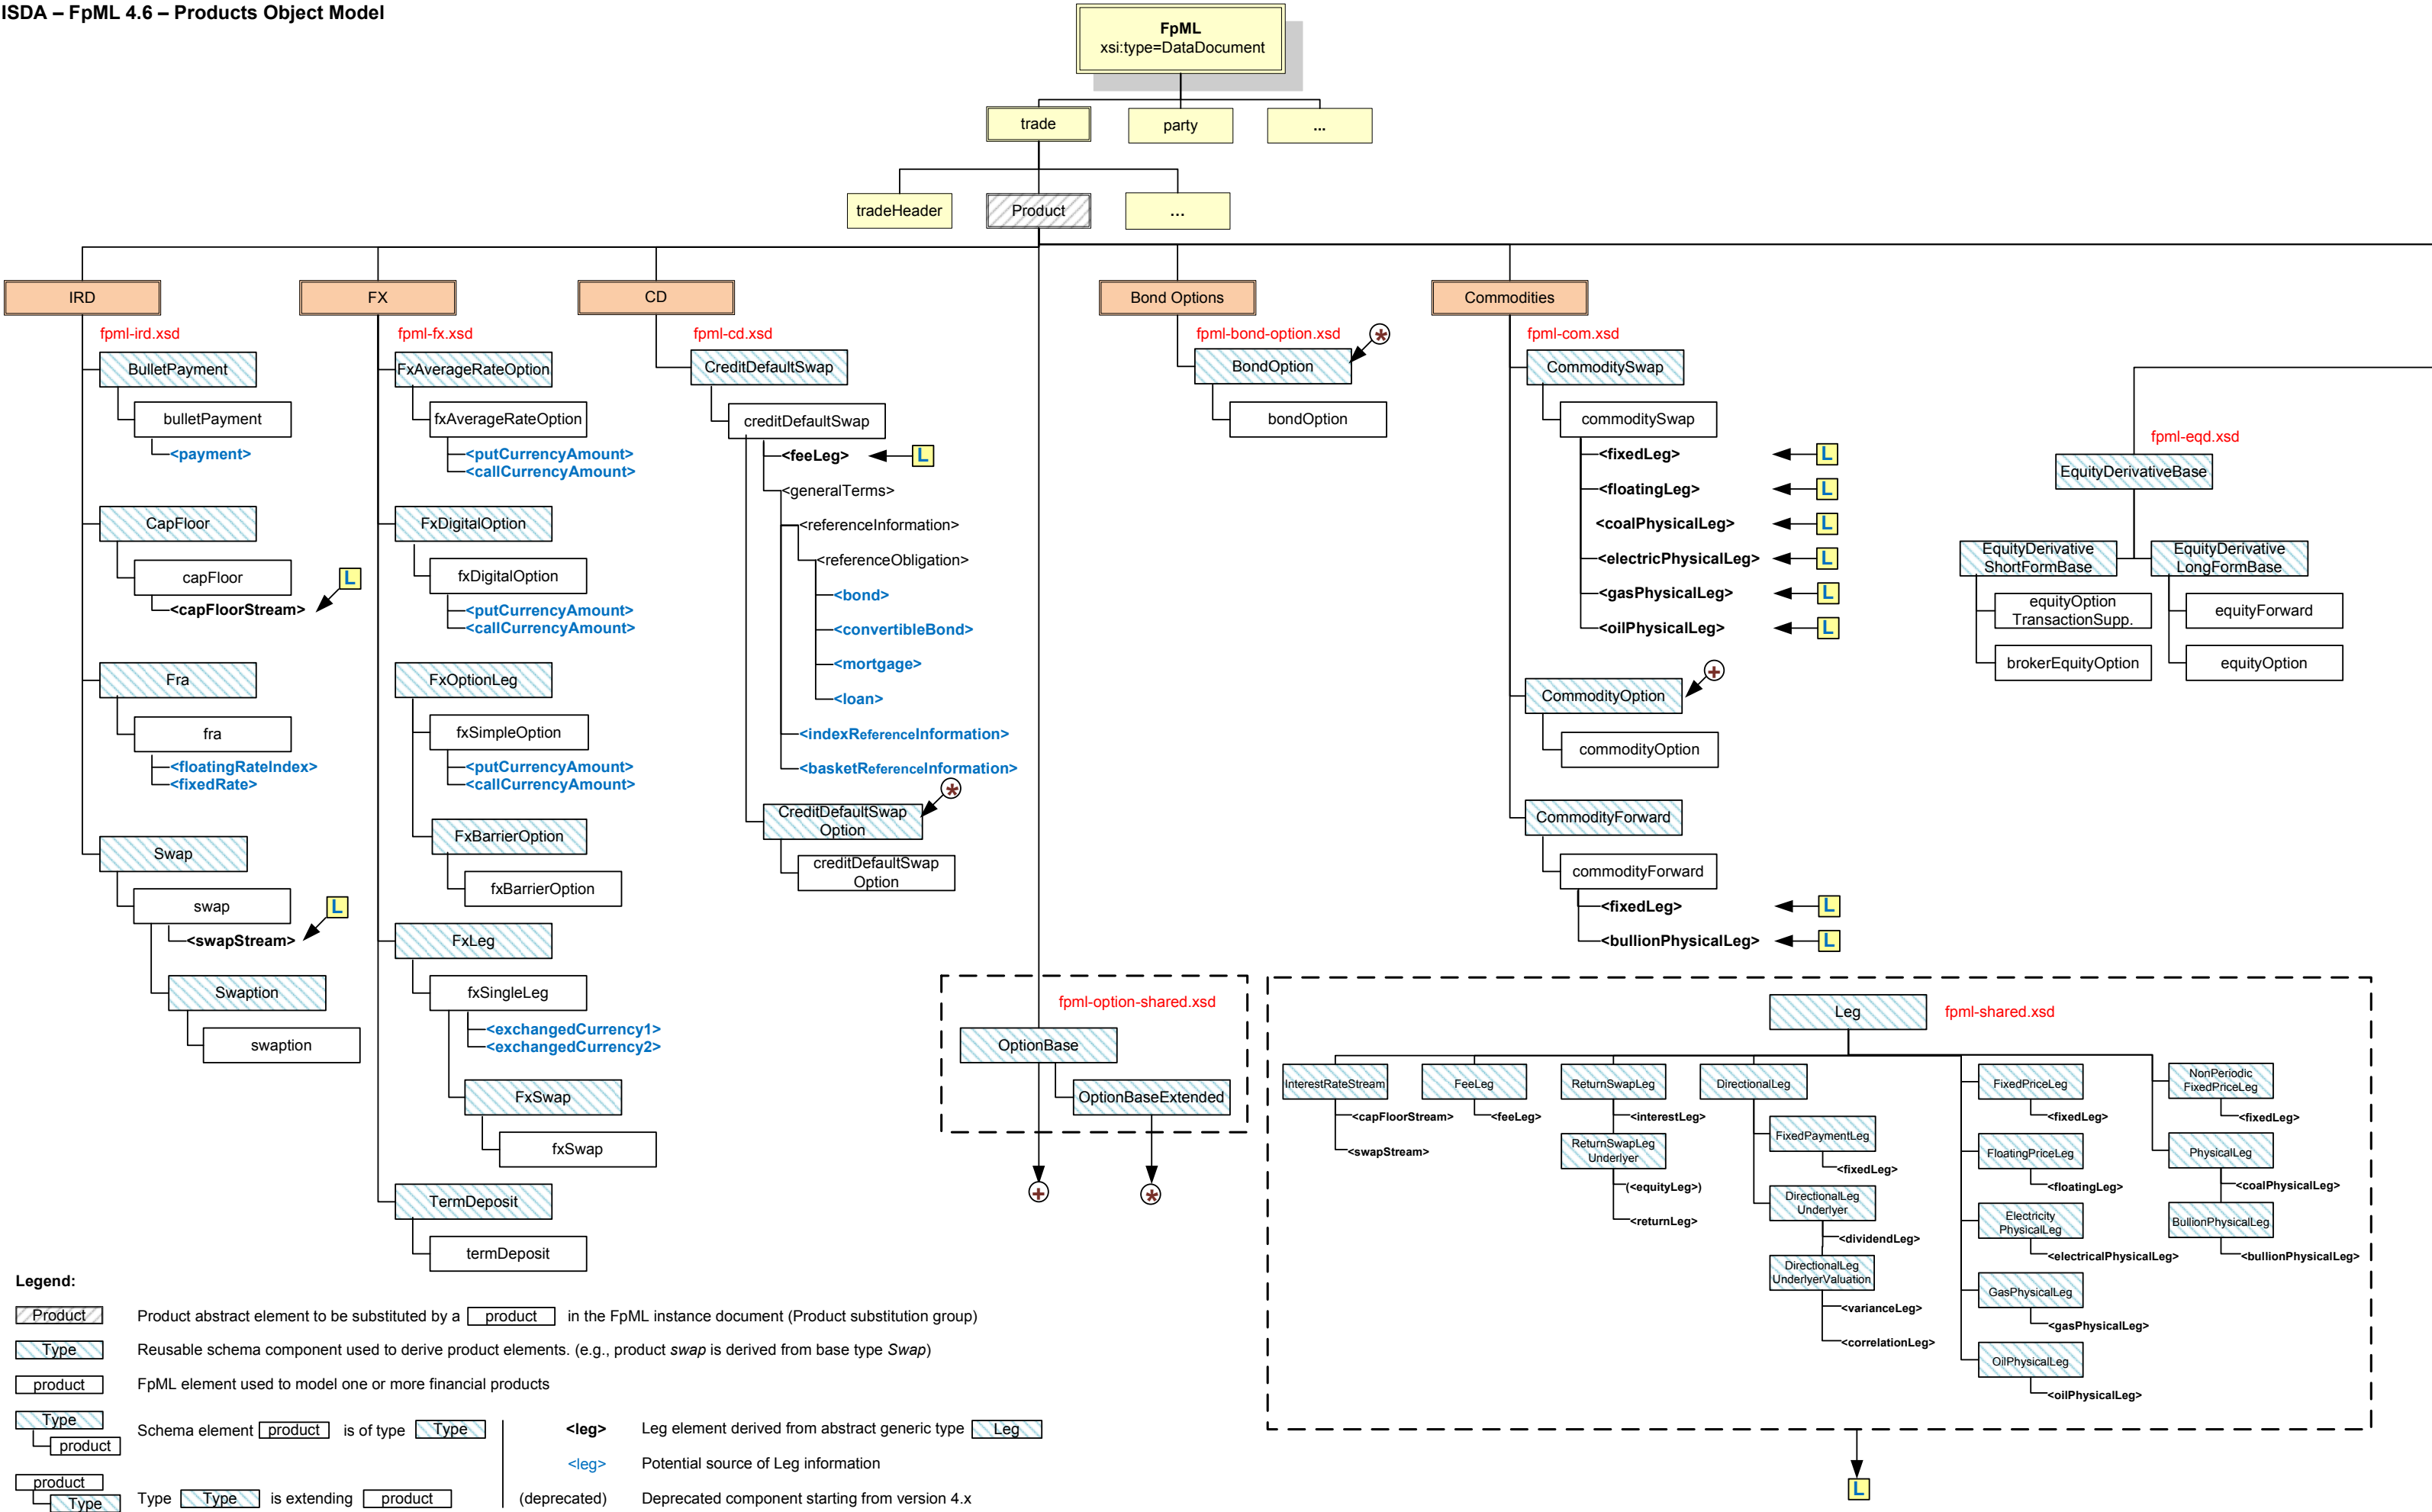 ISDA – FpML 4.6 – Products Object Model
FpML
xsi:type=DataDocument
trade
party
...
tradeHeader
Product
...
IRD
fpml-ird.xsd
BulletPayment
bulletPayment
<payment>
CapFloor
capFloor
L
<capFloorStream>
Fra
fra
<floatingRateIndex>
<fixedRate>
Swap
swap
L
<swapStream>
Swaption
swaption
FX
fpml-fx.xsd
FxAverageRateOption
fxAverageRateOption
<putCurrencyAmount>
<callCurrencyAmount>
FxDigitalOption
fxDigitalOption
<putCurrencyAmount>
<callCurrencyAmount>
FxOptionLeg
fxSimpleOption
<putCurrencyAmount>
<callCurrencyAmount>
FxBarrierOption
fxBarrierOption
FxLeg
fxSingleLeg
<exchangedCurrency1>
<exchangedCurrency2>
FxSwap
fxSwap
TermDeposit
termDeposit
CD
fpml-cd.xsd
CreditDefaultSwap
creditDefaultSwap
<feeLeg> L
<generalTerms>
<referenceInformation>
<referenceObligation>
<bond>
<convertibleBond>
<mortgage>
<loan>
<indexReferenceInformation>
<basketReferenceInformation>
*
CreditDefaultSwap
Option
creditDefaultSwap
Option
fpml-option-shared.xsd
OptionBase
OptionBaseExtended
+
*
Bond Options
fpml-bond-option.xsd
*
BondOption
bondOption
Commodities
fpml-com.xsd
CommoditySwap
commoditySwap
<fixedLeg> L
<floatingLeg> L
<coalPhysicalLeg> L
<electricPhysicalLeg> L
<gasPhysicalLeg> L
<oilPhysicalLeg> L
+
CommodityOption
commodityOption
CommodityForward
commodityForward
<fixedLeg> L
<bullionPhysicalLeg> L
fpml-eqd.xsd
EquityDerivativeBase
EquityDerivative
ShortFormBase
equityOption
TransactionSupp.
brokerEquityOption
EquityDerivative
LongFormBase
equityForward
equityOption
Leg
fpml-shared.xsd
InterestRateStream
<capFloorStream>
<swapStream>
FeeLeg
<feeLeg>
ReturnSwapLeg
<interestLeg>
ReturnSwapLeg
Underlyer
(<equityLeg>)
<returnLeg>
DirectionalLeg
FixedPaymentLeg
<fixedLeg>
DirectionalLeg
Underlyer
<dividendLeg>
DirectionalLeg
UnderlyerValuation
<varianceLeg>
<correlationLeg>
FixedPriceLeg
<fixedLeg>
FloatingPriceLeg
<floatingLeg>
Electricity
PhysicalLeg
<electricalPhysicalLeg>
GasPhysicalLeg
<gasPhysicalLeg>
OilPhysicalLeg
<oilPhysicalLeg>
NonPeriodic
FixedPriceLeg
<fixedLeg>
PhysicalLeg
<coalPhysicalLeg>
BullionPhysicalLeg
<bullionPhysicalLeg>
L
Legend:
Product Product abstract element to be substituted by a product in the FpML instance document (Product substitution group)
Type Reusable schema component used to derive product elements. (e.g., product swap is derived from base type Swap)
product FpML element used to model one or more financial products
Type
product
Schema element product is of type Type
product
Type
Type Type is extending product
<leg> Leg element derived from abstract generic type Leg
<leg> Potential source of Leg information
(deprecated) Deprecated component starting from version 4.x